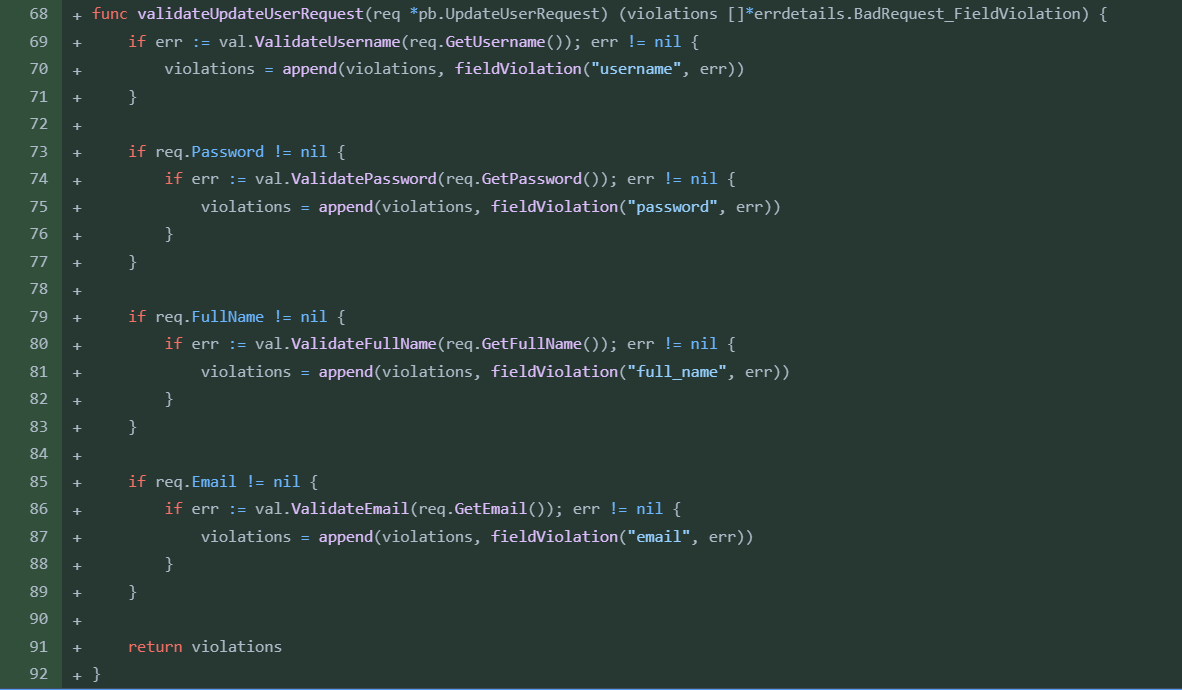 68 + func validateUpdateUserRequest(req *pb.UpdateUserRequest) (violations []*errdetails.BadRequest_FieldViolation) {
69 +     if err := val.ValidateUsername(req.GetUsername()); err != nil {
70 +         violations = append(violations, fieldViolation("username", err))
71 +     }
72 +
73 +     if req.Password != nil {
74 +         if err := val.ValidatePassword(req.GetPassword()); err != nil {
75 +             violations = append(violations, fieldViolation("password", err))
76 +         }
77 +     }
78 +
79 +     if req.FullName != nil {
80 +         if err := val.ValidateFullName(req.GetFullName()); err != nil {
81 +             violations = append(violations, fieldViolation("full_name", err))
82 +         }
83 +     }
84 +
85 +     if req.Email != nil {
86 +         if err := val.ValidateEmail(req.GetEmail()); err != nil {
87 +             violations = append(violations, fieldViolation("email", err))
88 +         }
89 +     }
90 +
91 +     return violations
92 + }